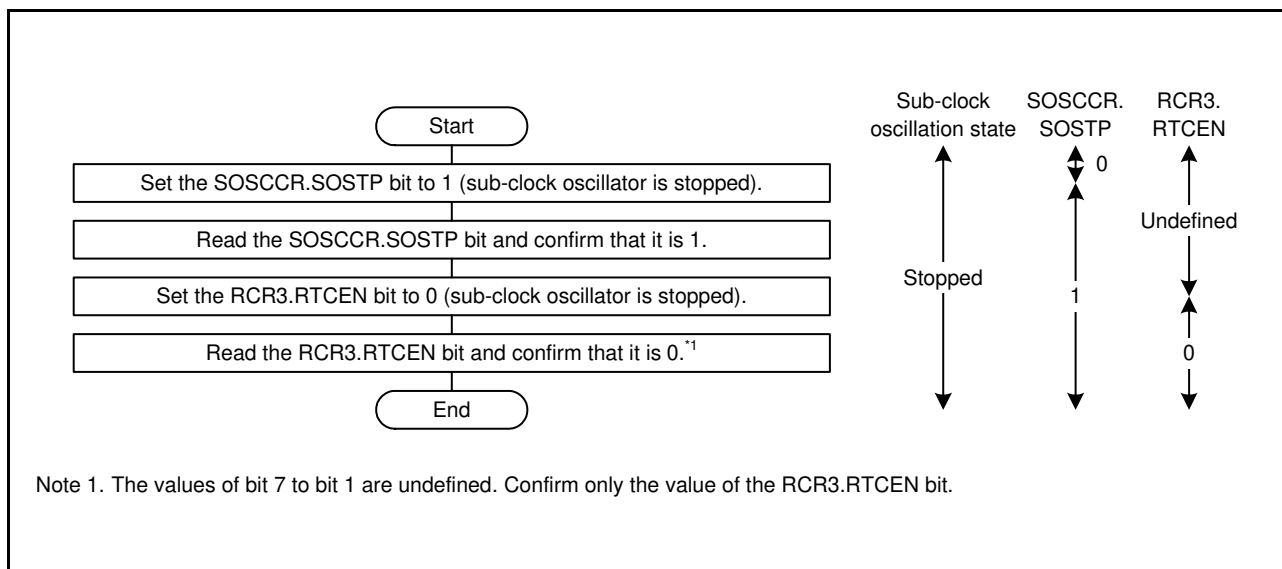 Start
Set the SOSCCR.SOSTP bit to 1 (sub-clock oscillator is stopped).
Read the SOSCCR.SOSTP bit and confirm that it is 1.
Set the RCR3.RTCEN bit to 0 (sub-clock oscillator is stopped).
Read the RCR3.RTCEN bit and confirm that it is 0.*1
End
Sub-clock
oscillation state
SOSCCR.
SOSTP
RCR3.
RTCEN
0
Undefined
Stopped
1
0
Note 1. The values of bit 7 to bit 1 are undefined. Confirm only the value of the RCR3.RTCEN bit.